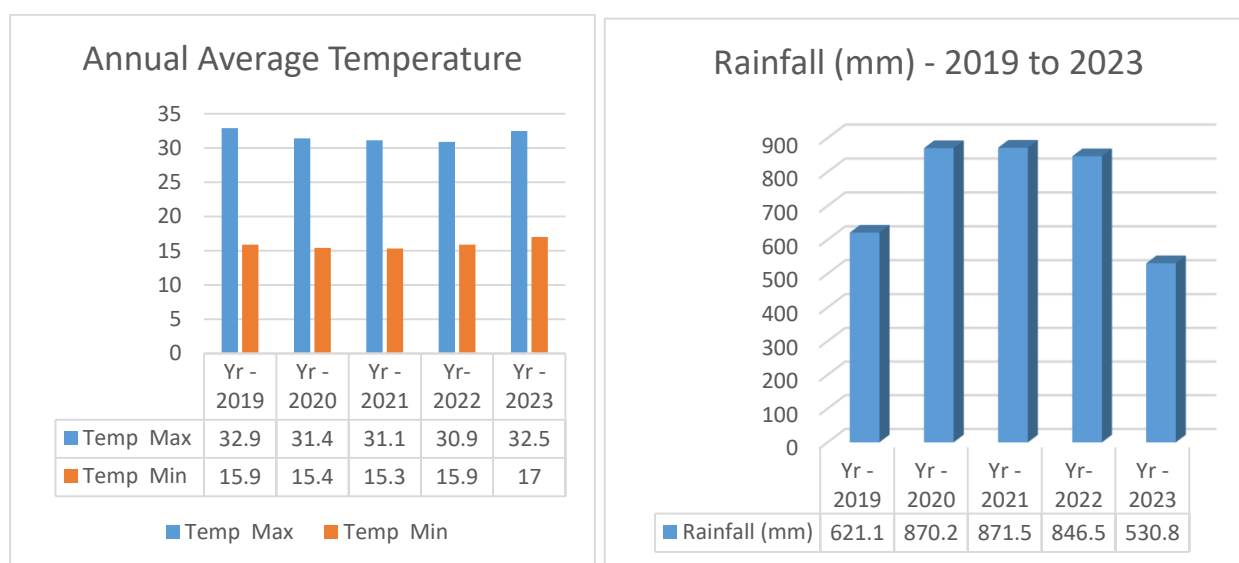 Annual Average Temperature
35
30
25
20
15
10
5
0
Yr - Yr - Yr - Yr- Yr -
2019 2020 2021 2022 2023
Temp Max 32.9 31.4 31.1 30.9 32.5
Temp Min 15.9 15.4 15.3 15.9 17
Temp Max Temp Min
Rainfall (mm) - 2019 to 2023
900
800
700
600
500
400
300
200
100
0
Yr - Yr - Yr - Yr- Yr -
2019 2020 2021 2022 2023
Rainfall (mm) 621.1 870.2 871.5 846.5 530.8